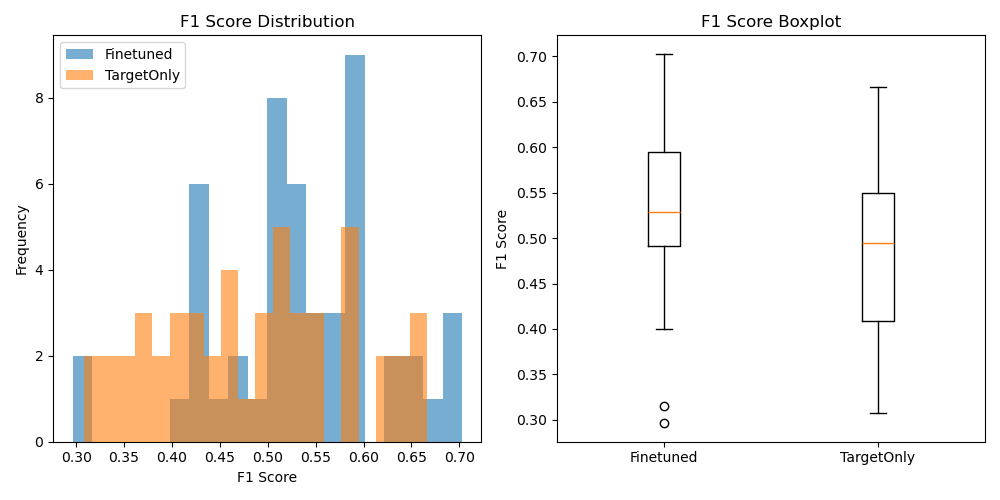 F1 Score Distribution
Finetuned
TargetOnly
Frequency
8
6
4
2
0
0.30 0.35 0.40 0.45 0.50 0.55 0.60 0.65 0.70
F1 Score
F1 Score Boxplot
F1 Score
0.70
0.65
0.60
0.55
0.50
0.45
0.40
0.35
0.30
Finetuned TargetOnly